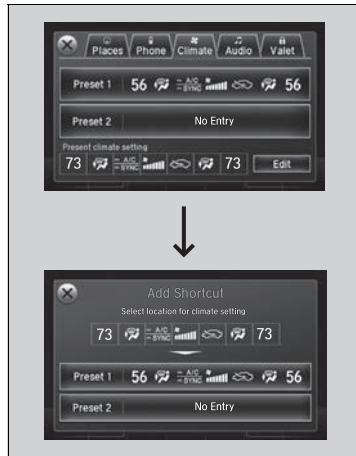 Places Phone Climate Audio Valet
Preset 1 56 A/C SYNC 56
Preset 2 No Entry
Present climate setting
73 A/C SYNC 73 Edit
Add Shortcut
Select location for climate setting
73 A/C SYNC 73
Preset 1 56 A/C SYNC 56
Preset 2 No Entry